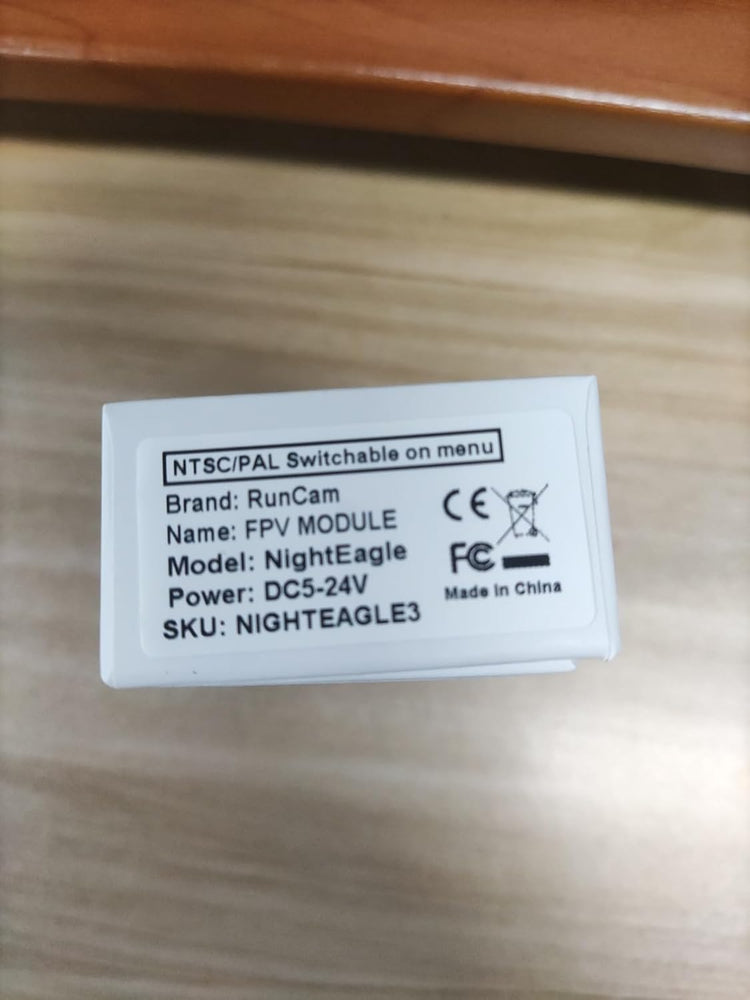 NTSC/PAL Switchable on menu
Brand: RunCam
Name: FPV MODULE
Model: NightEagle
Power: DC5-24V
SKU: NIGHTEAGLE3
CE
FC
Made in China